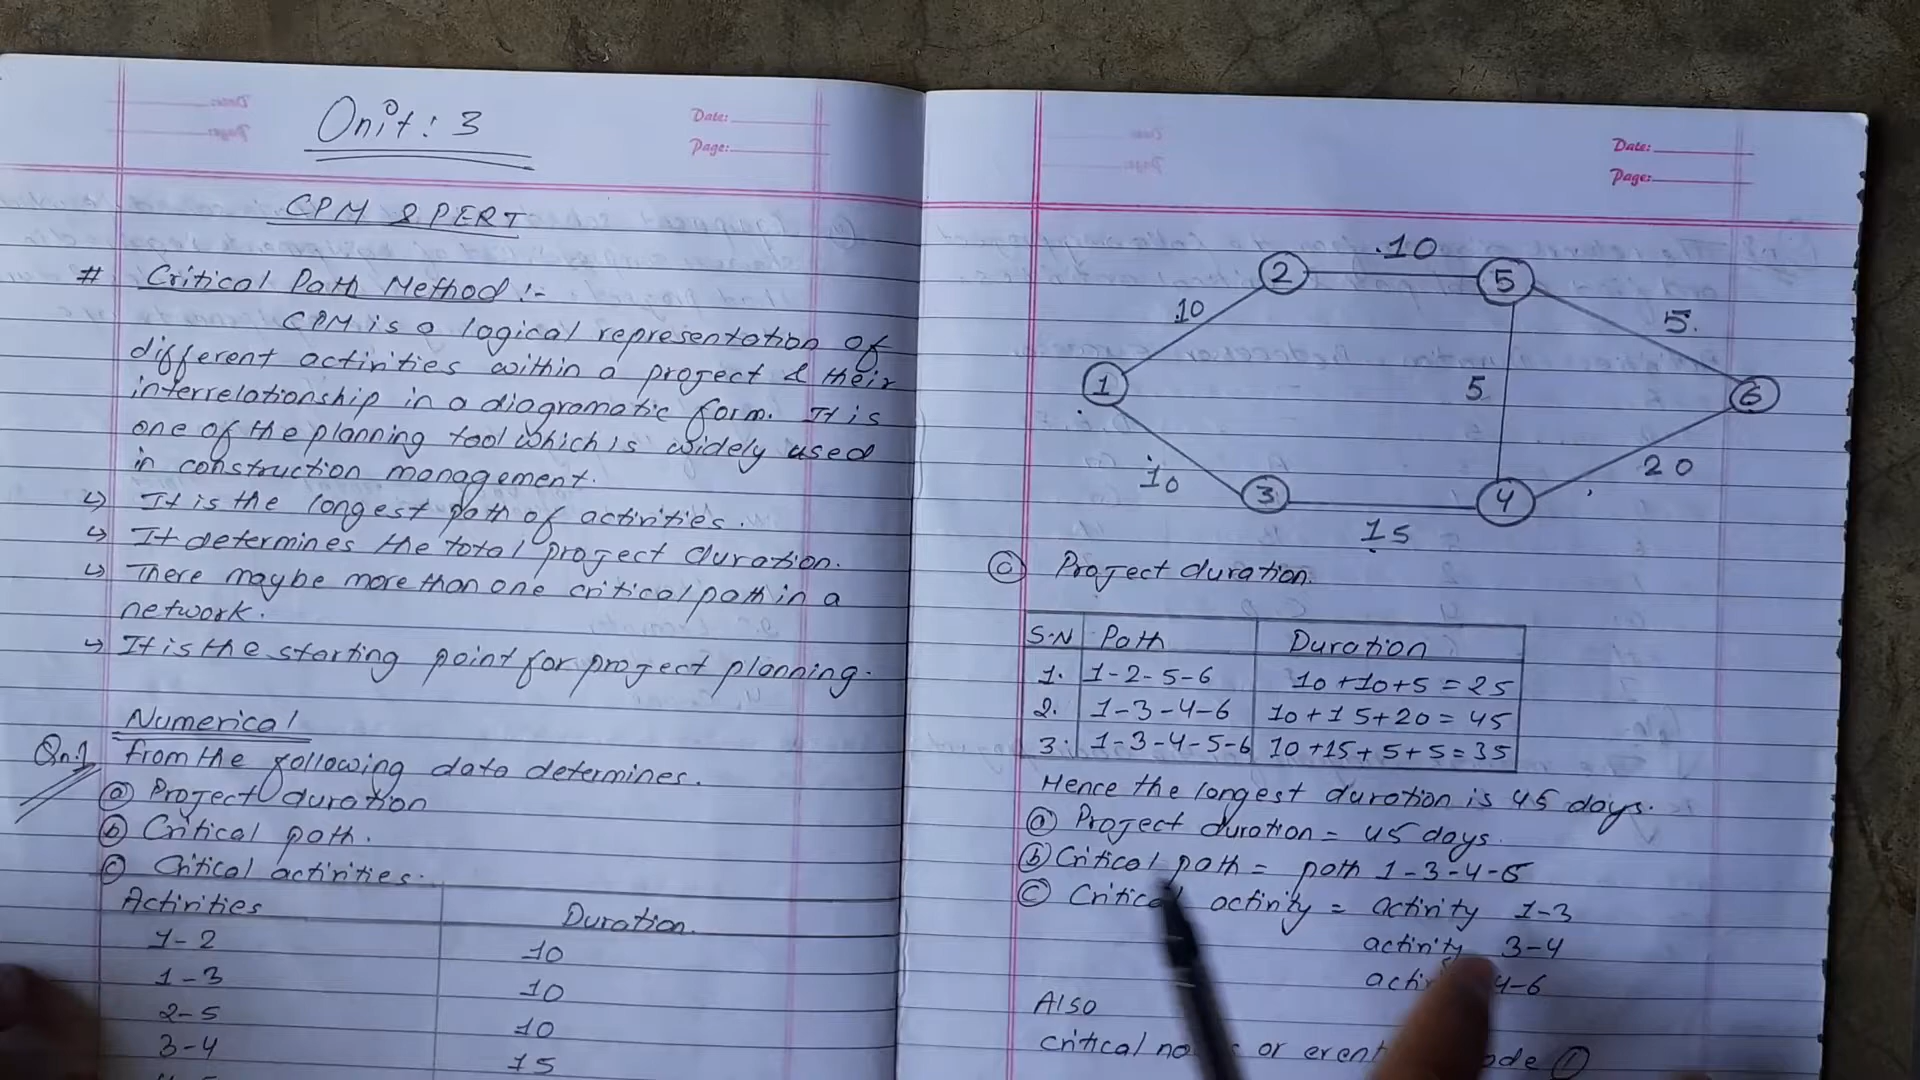 Unit: 3
Date:
Page:
CPM & PERT
# Critical Path Method :-
CPM is a logical representation of
different activities within a project & their
interrelationship in a diagramatic form. It is
one of the planning tool which is widely used
in construction management.
↳ It is the longest path of activities.
↳ It determines the total project duration.
↳ There maybe more than one critical path in a
network.
↳ It is the starting point for project planning.
Numerical
Qn.1 from the following data determines.
(a) Project duration
(b) Critical path.
(c) Critical activities.
Activities Duration.
1-2 10
1-3 10
2-5 10
3-4 15
Date:
Page:
2 10 5
10 5.
1 5 6
10 20
3 15 4
(a) Project duration.
S.N Path Duration
1. 1-2-5-6 10+10+5=25
2. 1-3-4-6 10+15+20=45
3. 1-3-4-5-6 10+15+5+5=35
Hence the longest duration is 45 days.
(a) Project duration = 45 days.
(b) Critical path = path 1-3-4-6
(c) Critical activity = activity 1-3
activity 3-4
4-6
Also
critical or ①